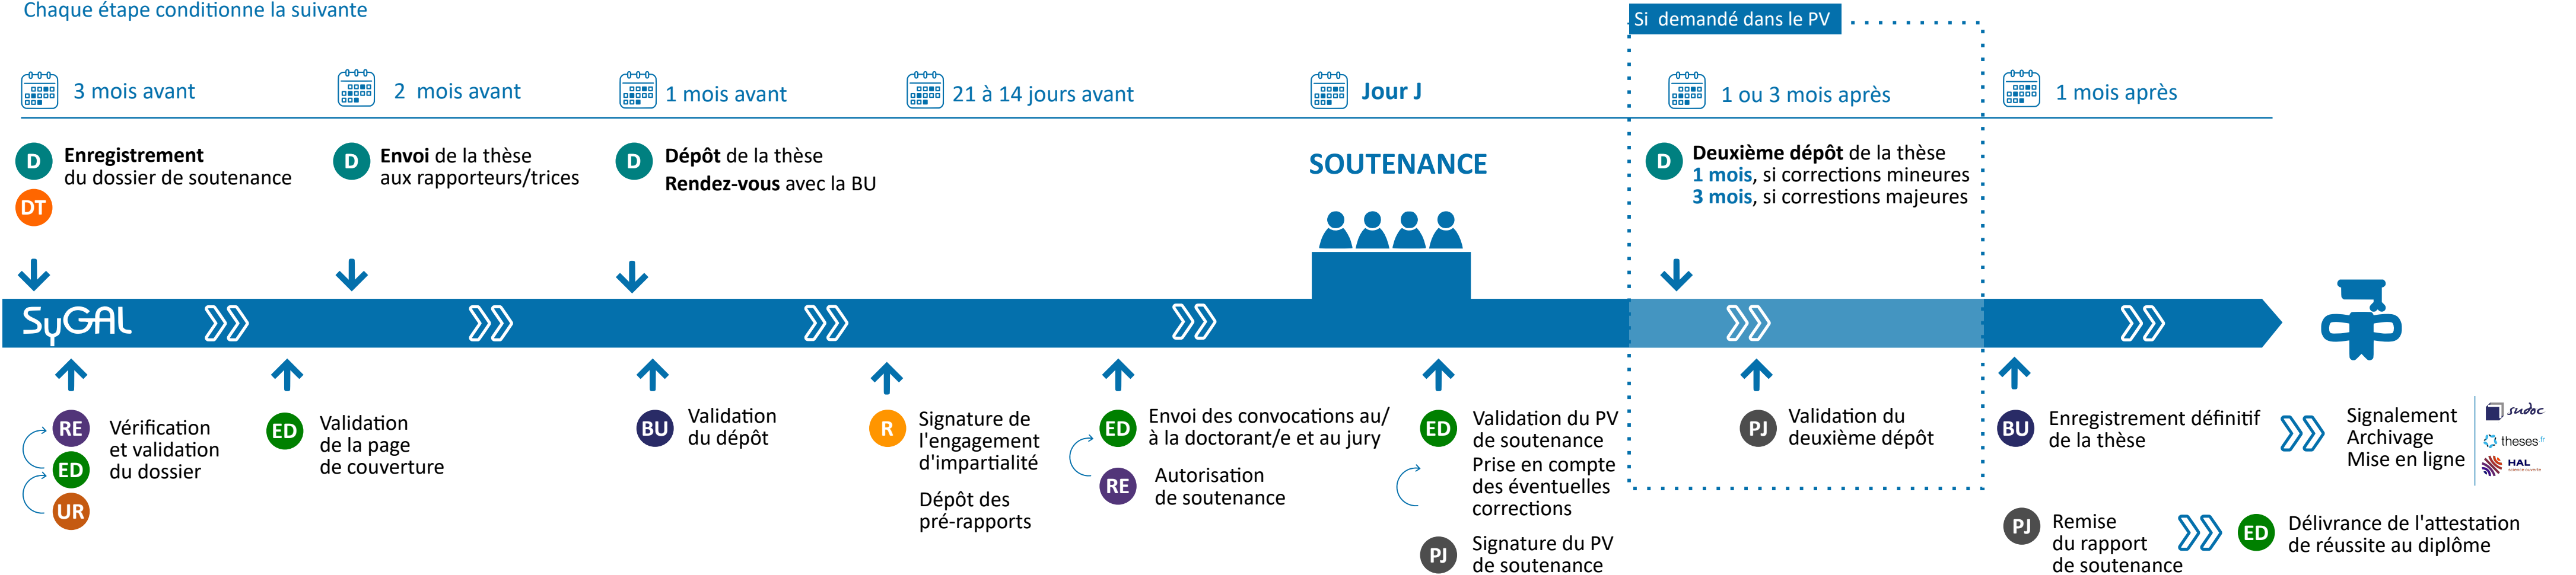 Chaque étape conditionne la suivante
Si demandé dans le PV
3 mois avant
2 mois avant
1 mois avant
21 à 14 jours avant
Jour J
1 ou 3 mois après
1 mois après
D
Enregistrement
du dossier de soutenance
DT
D
Envoi de la thèse
aux rapporteurs/trices
D
Dépôt de la thèse
Rendez-vous avec la BU
SOUTENANCE
D
Deuxième dépôt de la thèse
1 mois, si corrections mineures
3 mois, si correstions majeures
SyGAL
RE
ED
UR
Vérification
et validation
du dossier
ED
Validation
de la page
de couverture
BU
Validation
du dépôt
R
Signature de
l'engagement
d'impartialité
Dépôt des
pré-rapports
ED
Envoi des convocations au/
à la doctorant/e et au jury
RE
Autorisation
de soutenance
ED
Validation du PV
de soutenance
Prise en compte
des éventuelles
corrections
PJ
Signature du PV
de soutenance
PJ
Validation du
deuxième dépôt
BU
Enregistrement définitif
de la thèse
Signalement
Archivage
Mise en ligne
sudoc
theses.fr
HAL
science ouverte
PJ
Remise
du rapport
de soutenance
ED
Délivrance de l'attestation
de réussite au diplôme